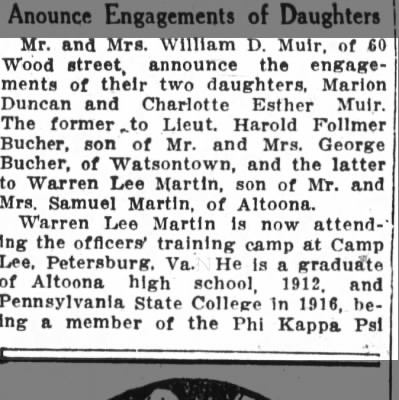 Anounce Engagements of Daughters
Mr. and Mrs. William D. Muir, of 60
Wood street, announce the engage-
ments of their two daughters, Marion
Duncan and Charlotte Esther Muir.
The former to Lieut. Harold Follmer
Bucher, son of Mr. and Mrs. George
Bucher, of Watsontown, and the latter
to Warren Lee Martin, son of Mr. and
Mrs. Samuel Martin, of Altoona.
Warren Lee Martin is now attend-
ing the officers' training camp at Camp
Lee, Petersburg, Va. He is a graduate
of Altoona high school, 1912, and
Pennsylvania State College in 1916, be-
ing a member of the Phi Kappa Psi